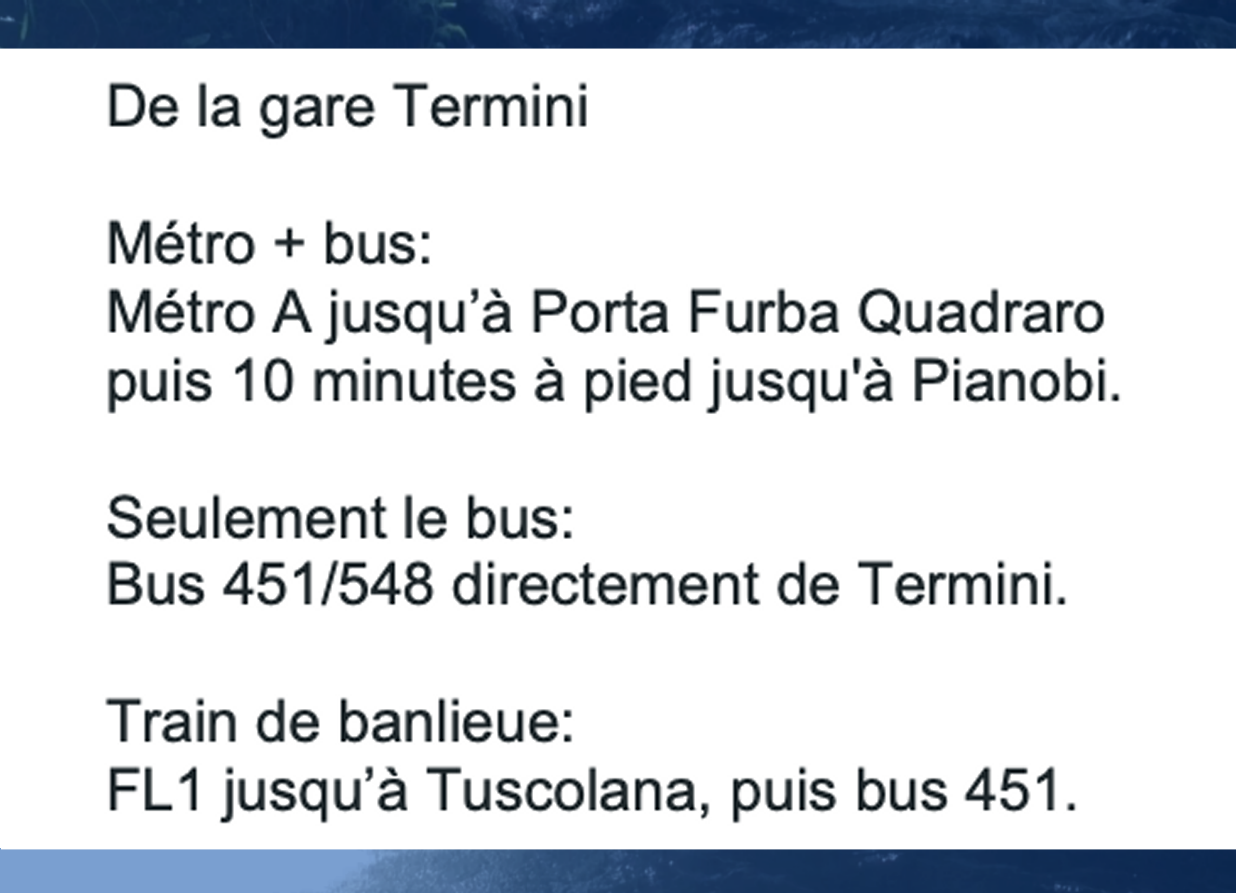 De la gare Termini
Métro + bus:
Métro A jusqu’à Porta Furba Quadraro
puis 10 minutes à pied jusqu'à Pianobi.
Seulement le bus:
Bus 451/548 directement de Termini.
Train de banlieue:
FL1 jusqu’à Tuscolana, puis bus 451.